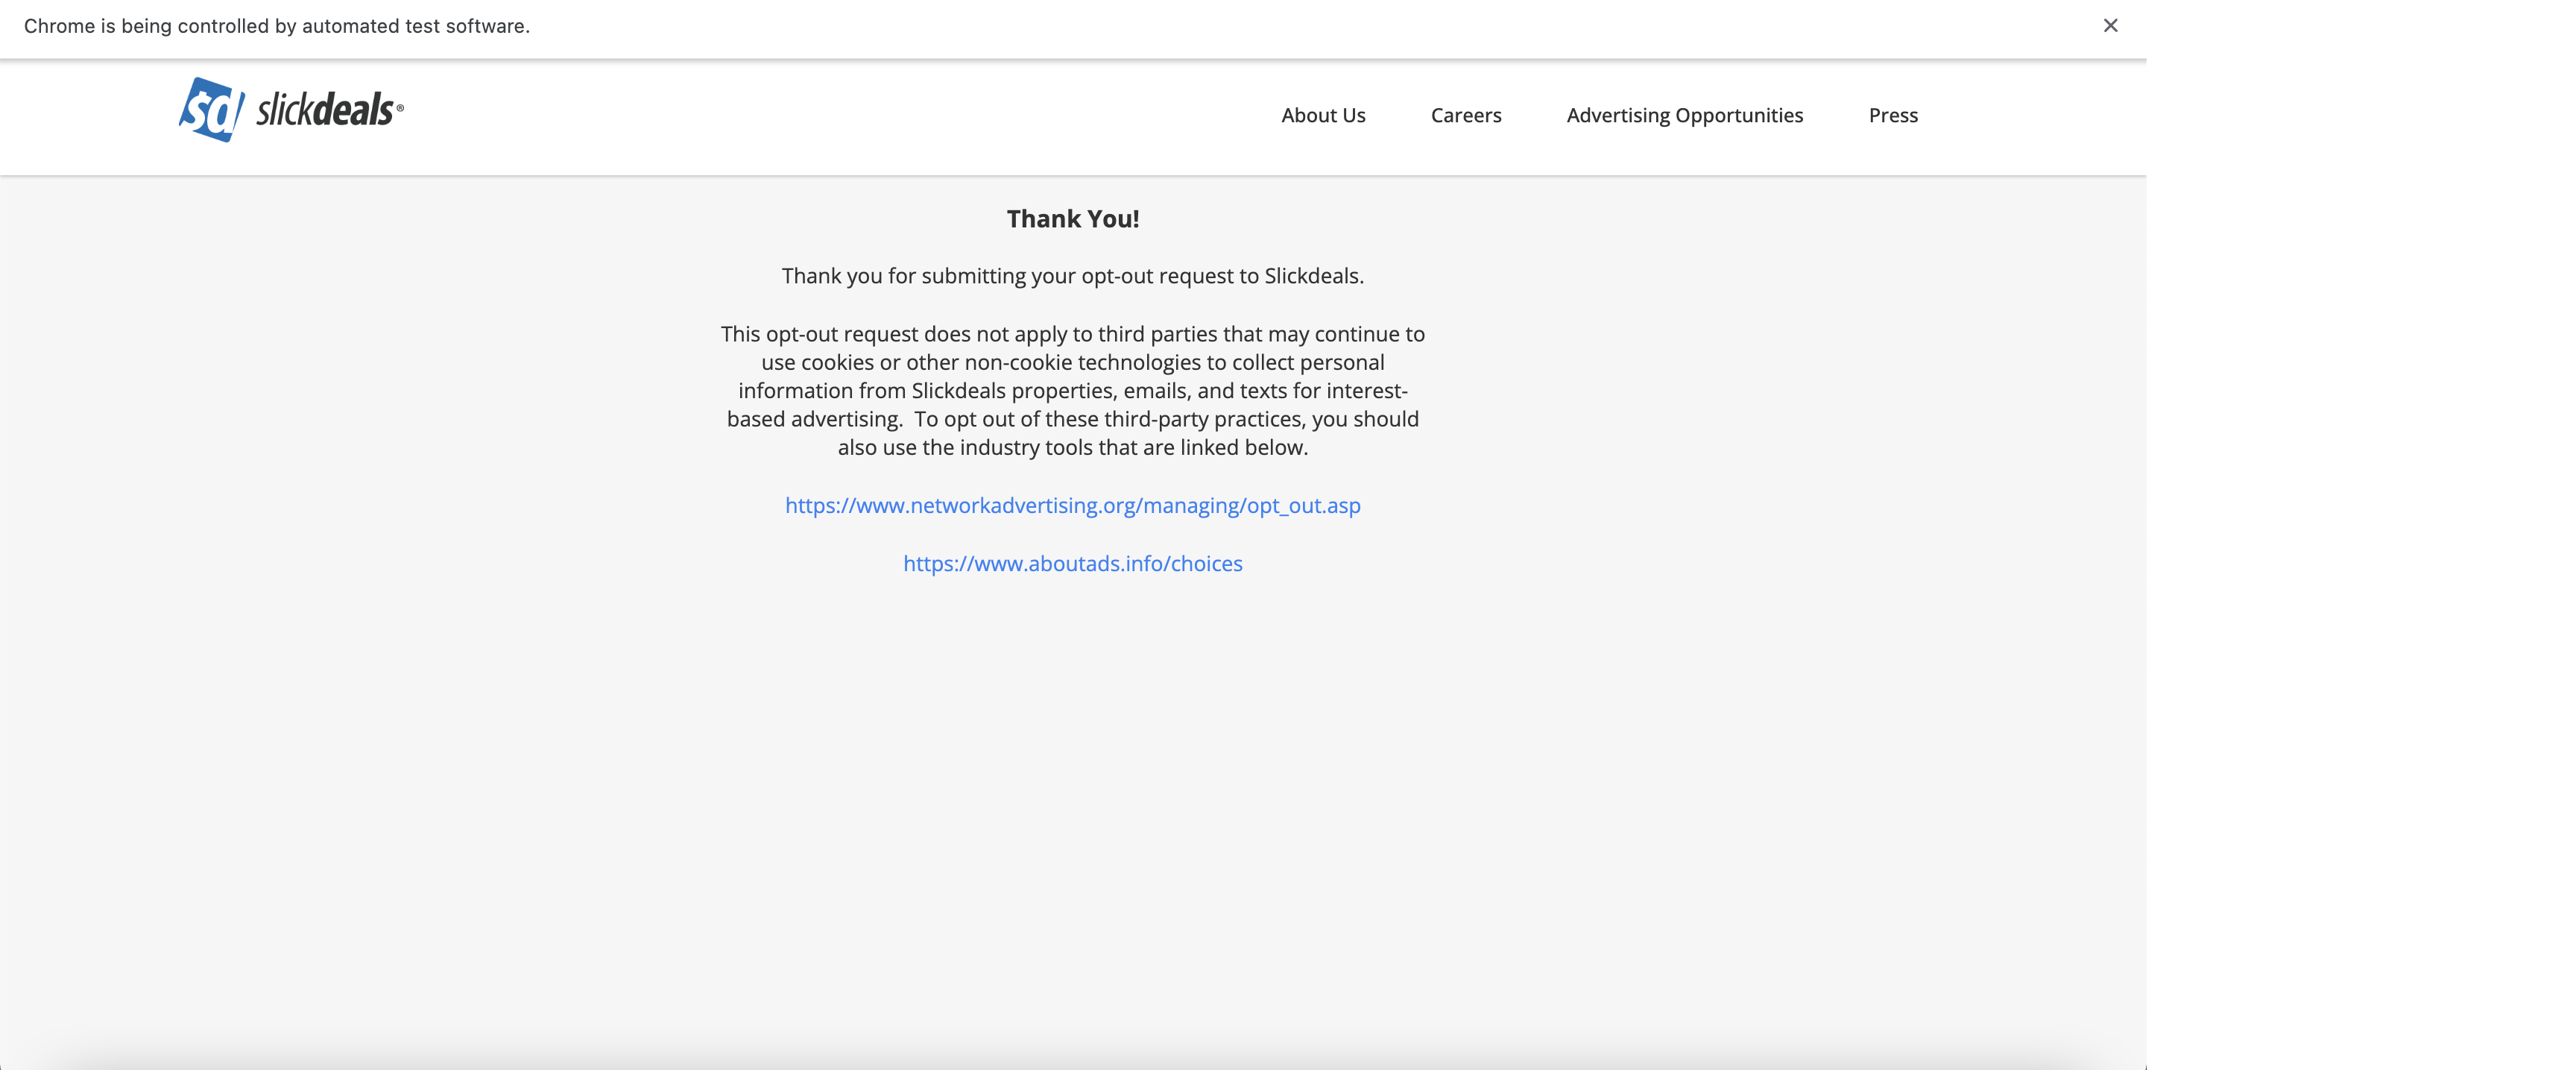 Chrome is being controlled by automated test software.
sd slickdeals®
About Us Careers Advertising Opportunities Press
Thank You!
Thank you for submitting your opt-out request to Slickdeals.
This opt-out request does not apply to third parties that may continue to
use cookies or other non-cookie technologies to collect personal
information from Slickdeals properties, emails, and texts for interest-
based advertising.  To opt out of these third-party practices, you should
also use the industry tools that are linked below.
https://www.networkadvertising.org/managing/opt_out.asp
https://www.aboutads.info/choices